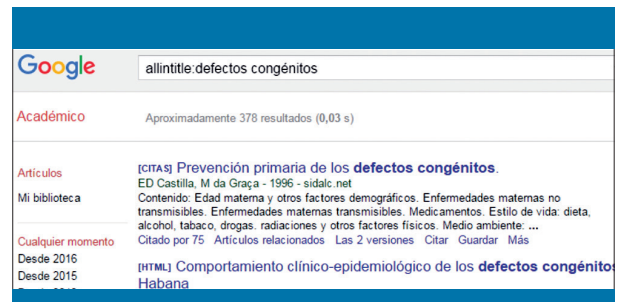 Google
allintitle:defectos congénitos
Académico
Aproximadamente 378 resultados (0,03 s)
Artículos
Mi biblioteca
Cualquier momento
Desde 2016
Desde 2015
[CITAS] Prevención primaria de los defectos congénitos.
ED Castilla, M da Graça - 1996 - sidalc.net
Contenido: Edad materna y otros factores demográficos. Enfermedades maternas no
transmisibles. Enfermedades maternas transmisibles. Medicamentos. Estilo de vida: dieta,
alcohol, tabaco, drogas. radiaciones y otros factores físicos. Medio ambiente: ...
Citado por 75 Artículos relacionados Las 2 versiones Citar Guardar Más
[HTML] Comportamiento clínico-epidemiológico de los defectos congénitos
Habana